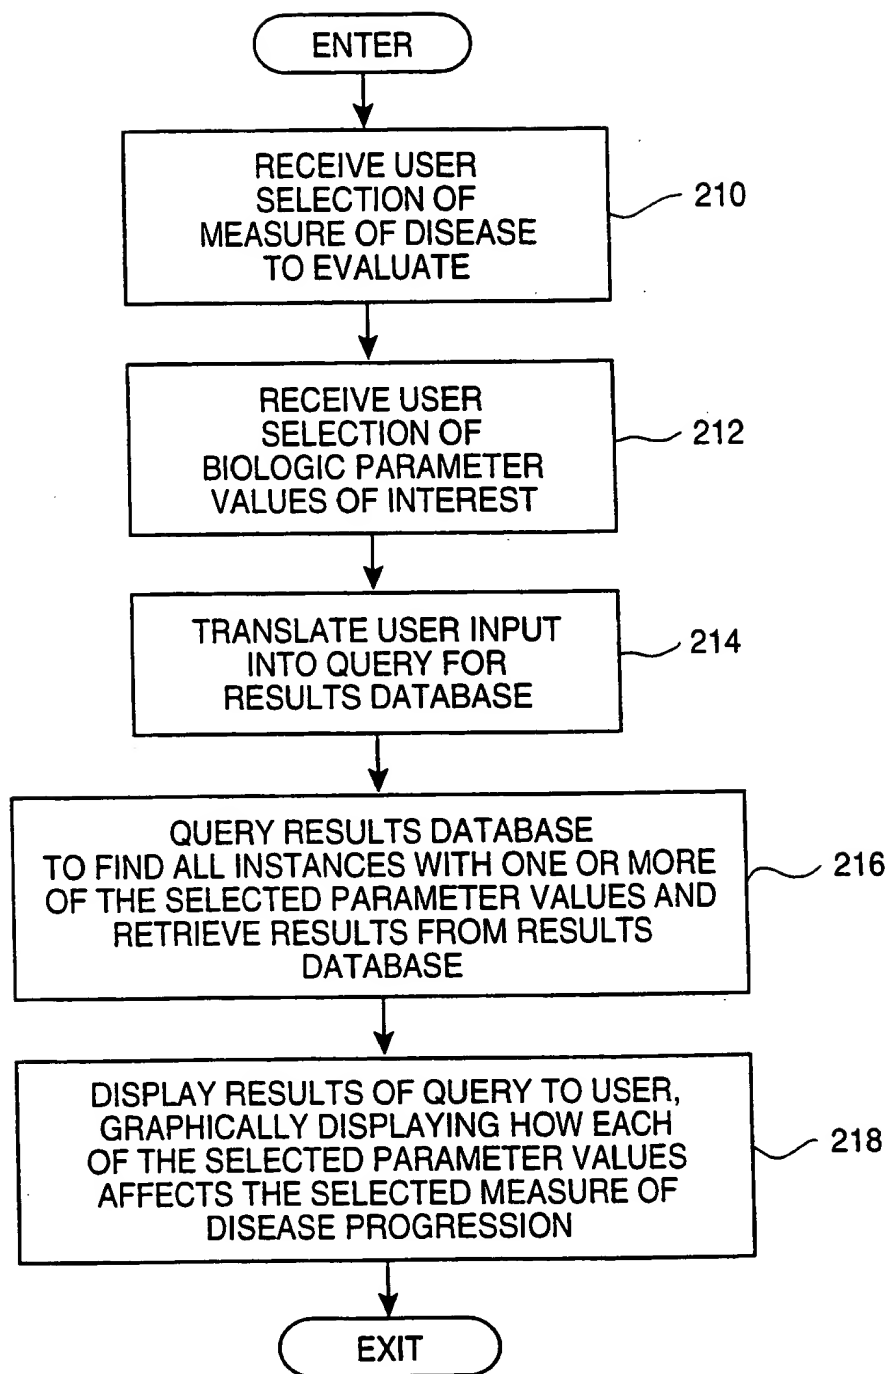 ENTER
RECEIVE USER
SELECTION OF
MEASURE OF DISEASE
TO EVALUATE
210
RECEIVE USER
SELECTION OF
BIOLOGIC PARAMETER
VALUES OF INTEREST
212
TRANSLATE USER INPUT
INTO QUERY FOR
RESULTS DATABASE
214
QUERY RESULTS DATABASE
TO FIND ALL INSTANCES WITH ONE OR MORE
OF THE SELECTED PARAMETER VALUES AND
RETRIEVE RESULTS FROM RESULTS
DATABASE
216
DISPLAY RESULTS OF QUERY TO USER,
GRAPHICALLY DISPLAYING HOW EACH
OF THE SELECTED PARAMETER VALUES
AFFECTS THE SELECTED MEASURE OF
DISEASE PROGRESSION
218
EXIT